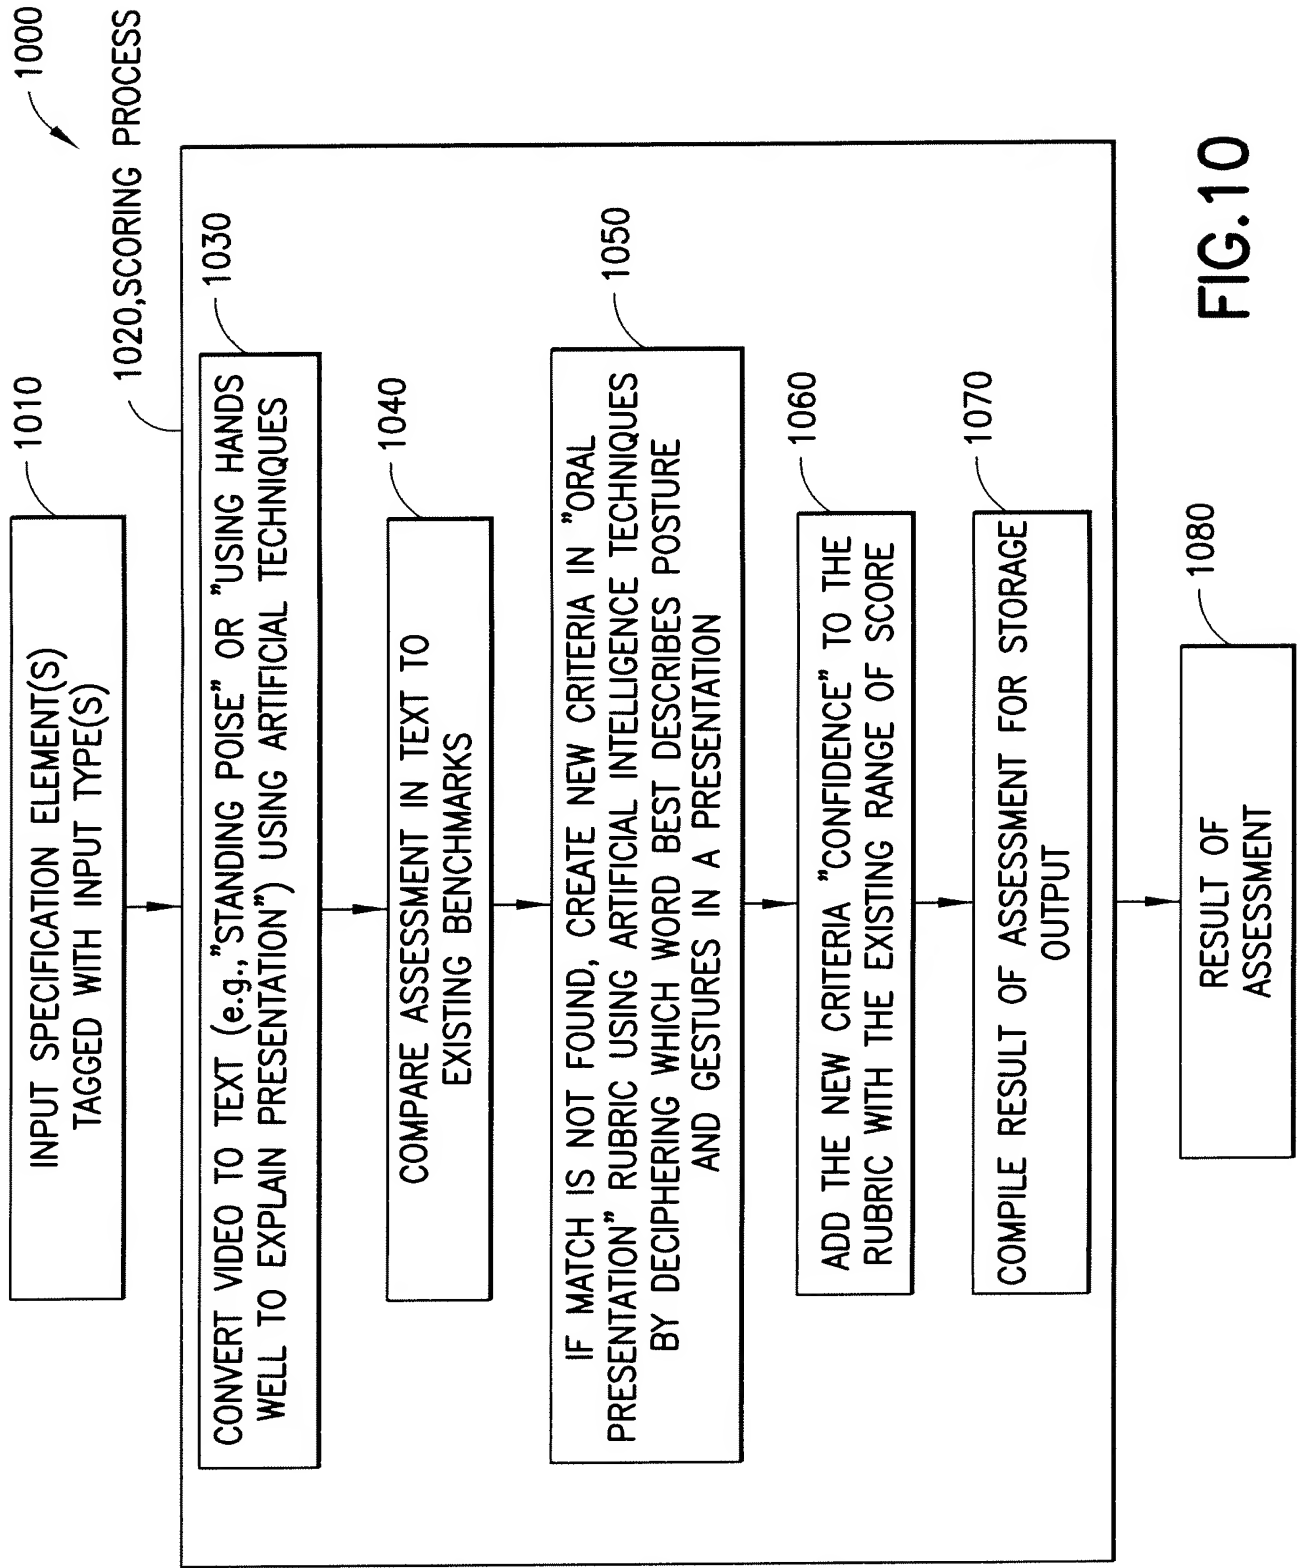 1000
1010
INPUT SPECIFICATION ELEMENT(S)
TAGGED WITH INPUT TYPE(S)
1020,SCORING PROCESS
1030
CONVERT VIDEO TO TEXT (e.g.,"STANDING POISE" OR "USING HANDS
WELL TO EXPLAIN PRESENTATION") USING ARTIFICIAL TECHNIQUES
1040
COMPARE ASSESSMENT IN TEXT TO
EXISTING BENCHMARKS
1050
IF MATCH IS NOT FOUND, CREATE NEW CRITERIA IN "ORAL
PRESENTATION" RUBRIC USING ARTIFICIAL INTELLIGENCE TECHNIQUES
BY DECIPHERING WHICH WORD BEST DESCRIBES POSTURE
AND GESTURES IN A PRESENTATION
1060
ADD THE NEW CRITERIA "CONFIDENCE" TO THE
RUBRIC WITH THE EXISTING RANGE OF SCORE
1070
COMPILE RESULT OF ASSESSMENT FOR STORAGE
OUTPUT
1080
RESULT OF
ASSESSMENT
FIG.10